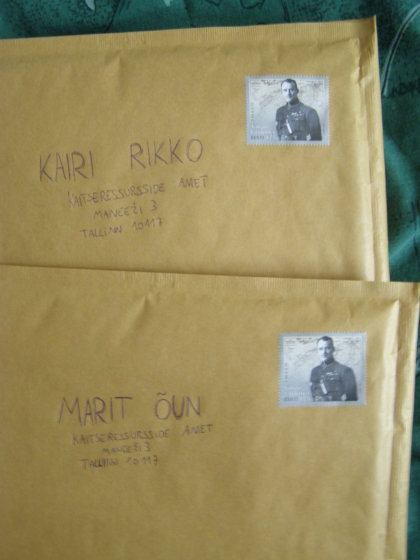 KAIRI RIKKO
KAITSERESSURSSIDE AMET
MANEEŽI 3
TALLINN 10117
MARIT ÕUN
KAITSERESSURSSIDE AMET
MANEEŽI 3
TALLINN 10117